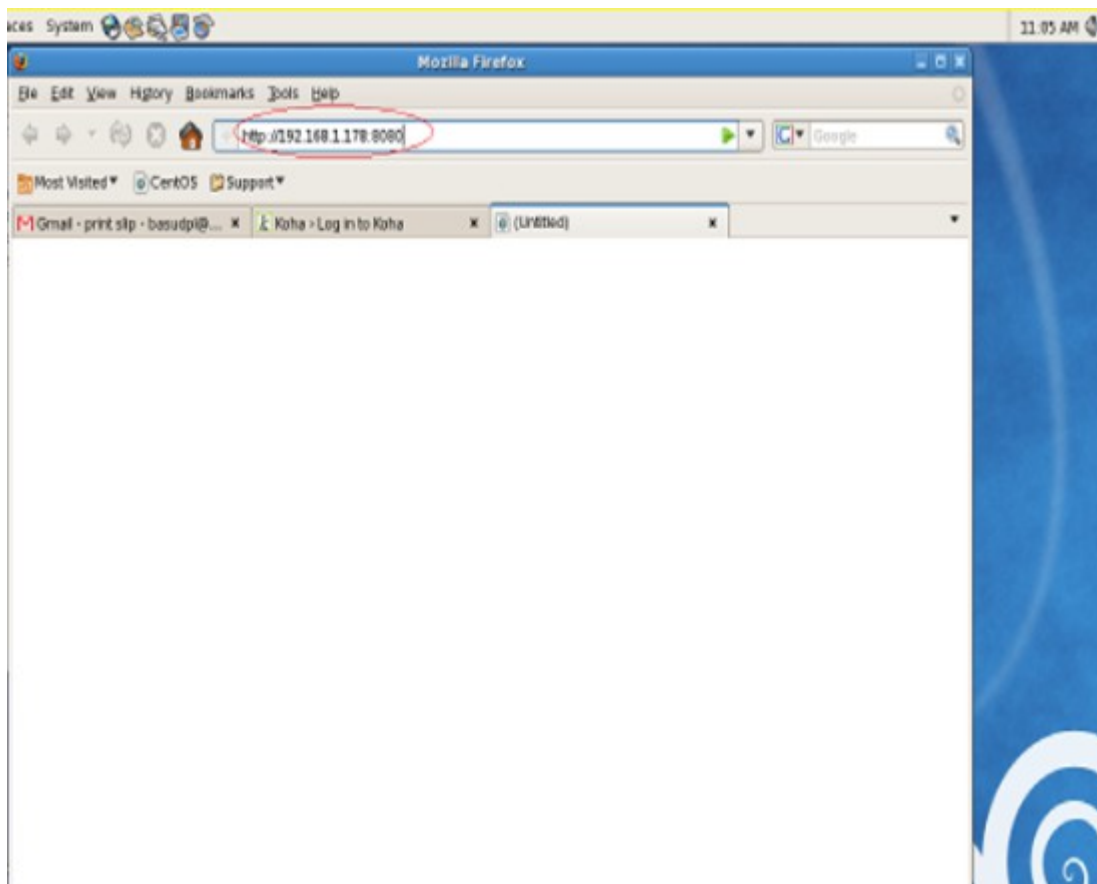 ces System 11:05 AM
Mozilla Firefox
File Edit View History Bookmarks Tools Help
http://192.168.1.178:8080 Google
Most Visited CentOS Support
Gmail - print slip - basudpl@... Koha › Log in to Koha (Untitled)